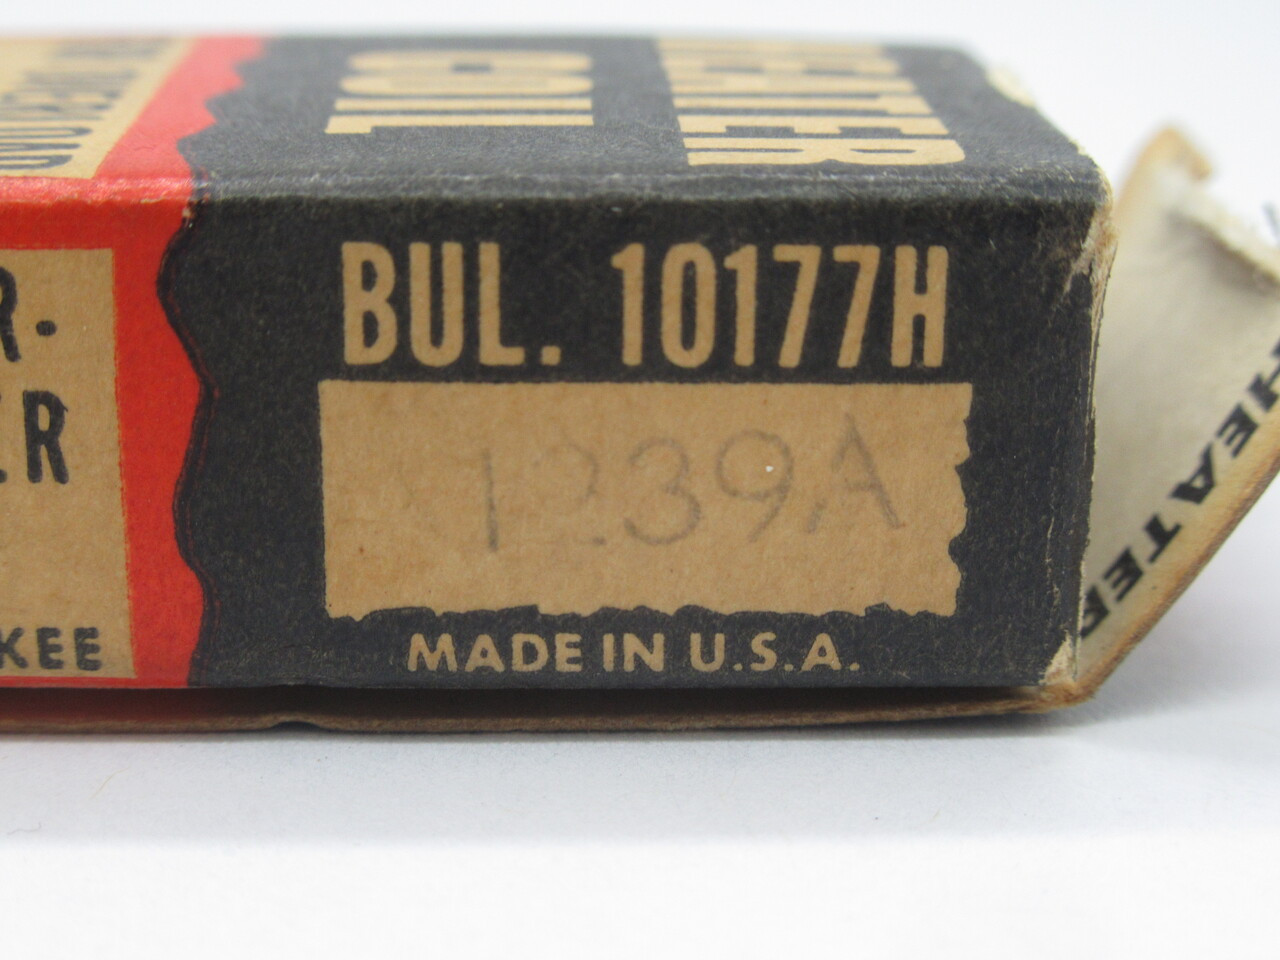 HEATER
COIL
BUL. 10177H
1239A
MADE IN U.S.A.
R.
ER
KEE
HEATER